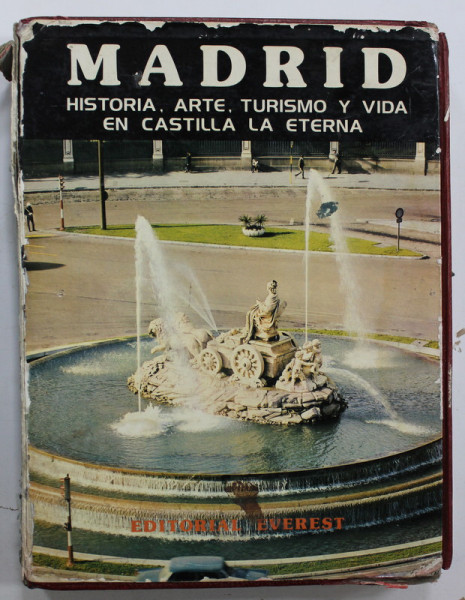 MADRID
HISTORIA, ARTE, TURISMO Y VIDA
EN CASTILLA LA ETERNA
EDITORIAL EVEREST